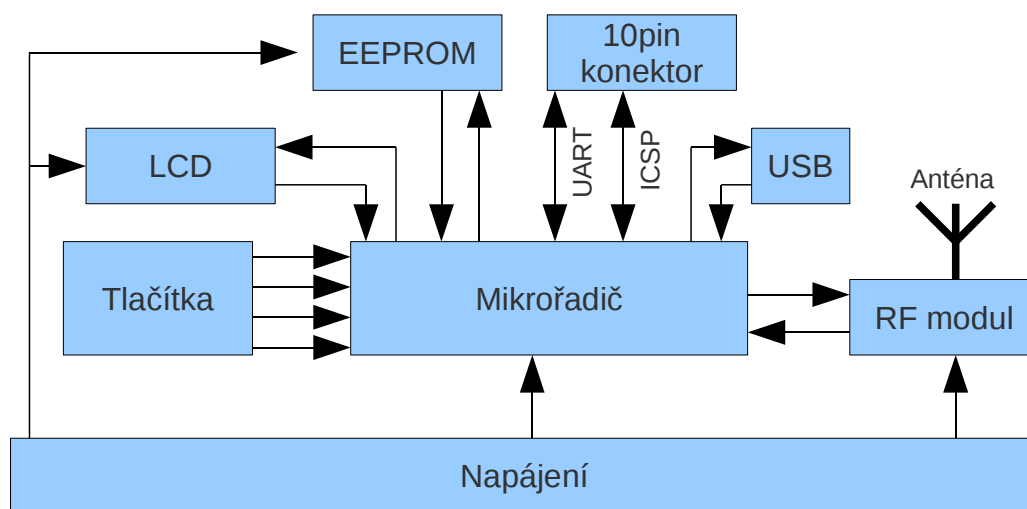 EEPROM
10pin
konektor
UART
ICSP
LCD
USB
Anténa
Tlačítka
Mikrořadič
RF modul
Napájení